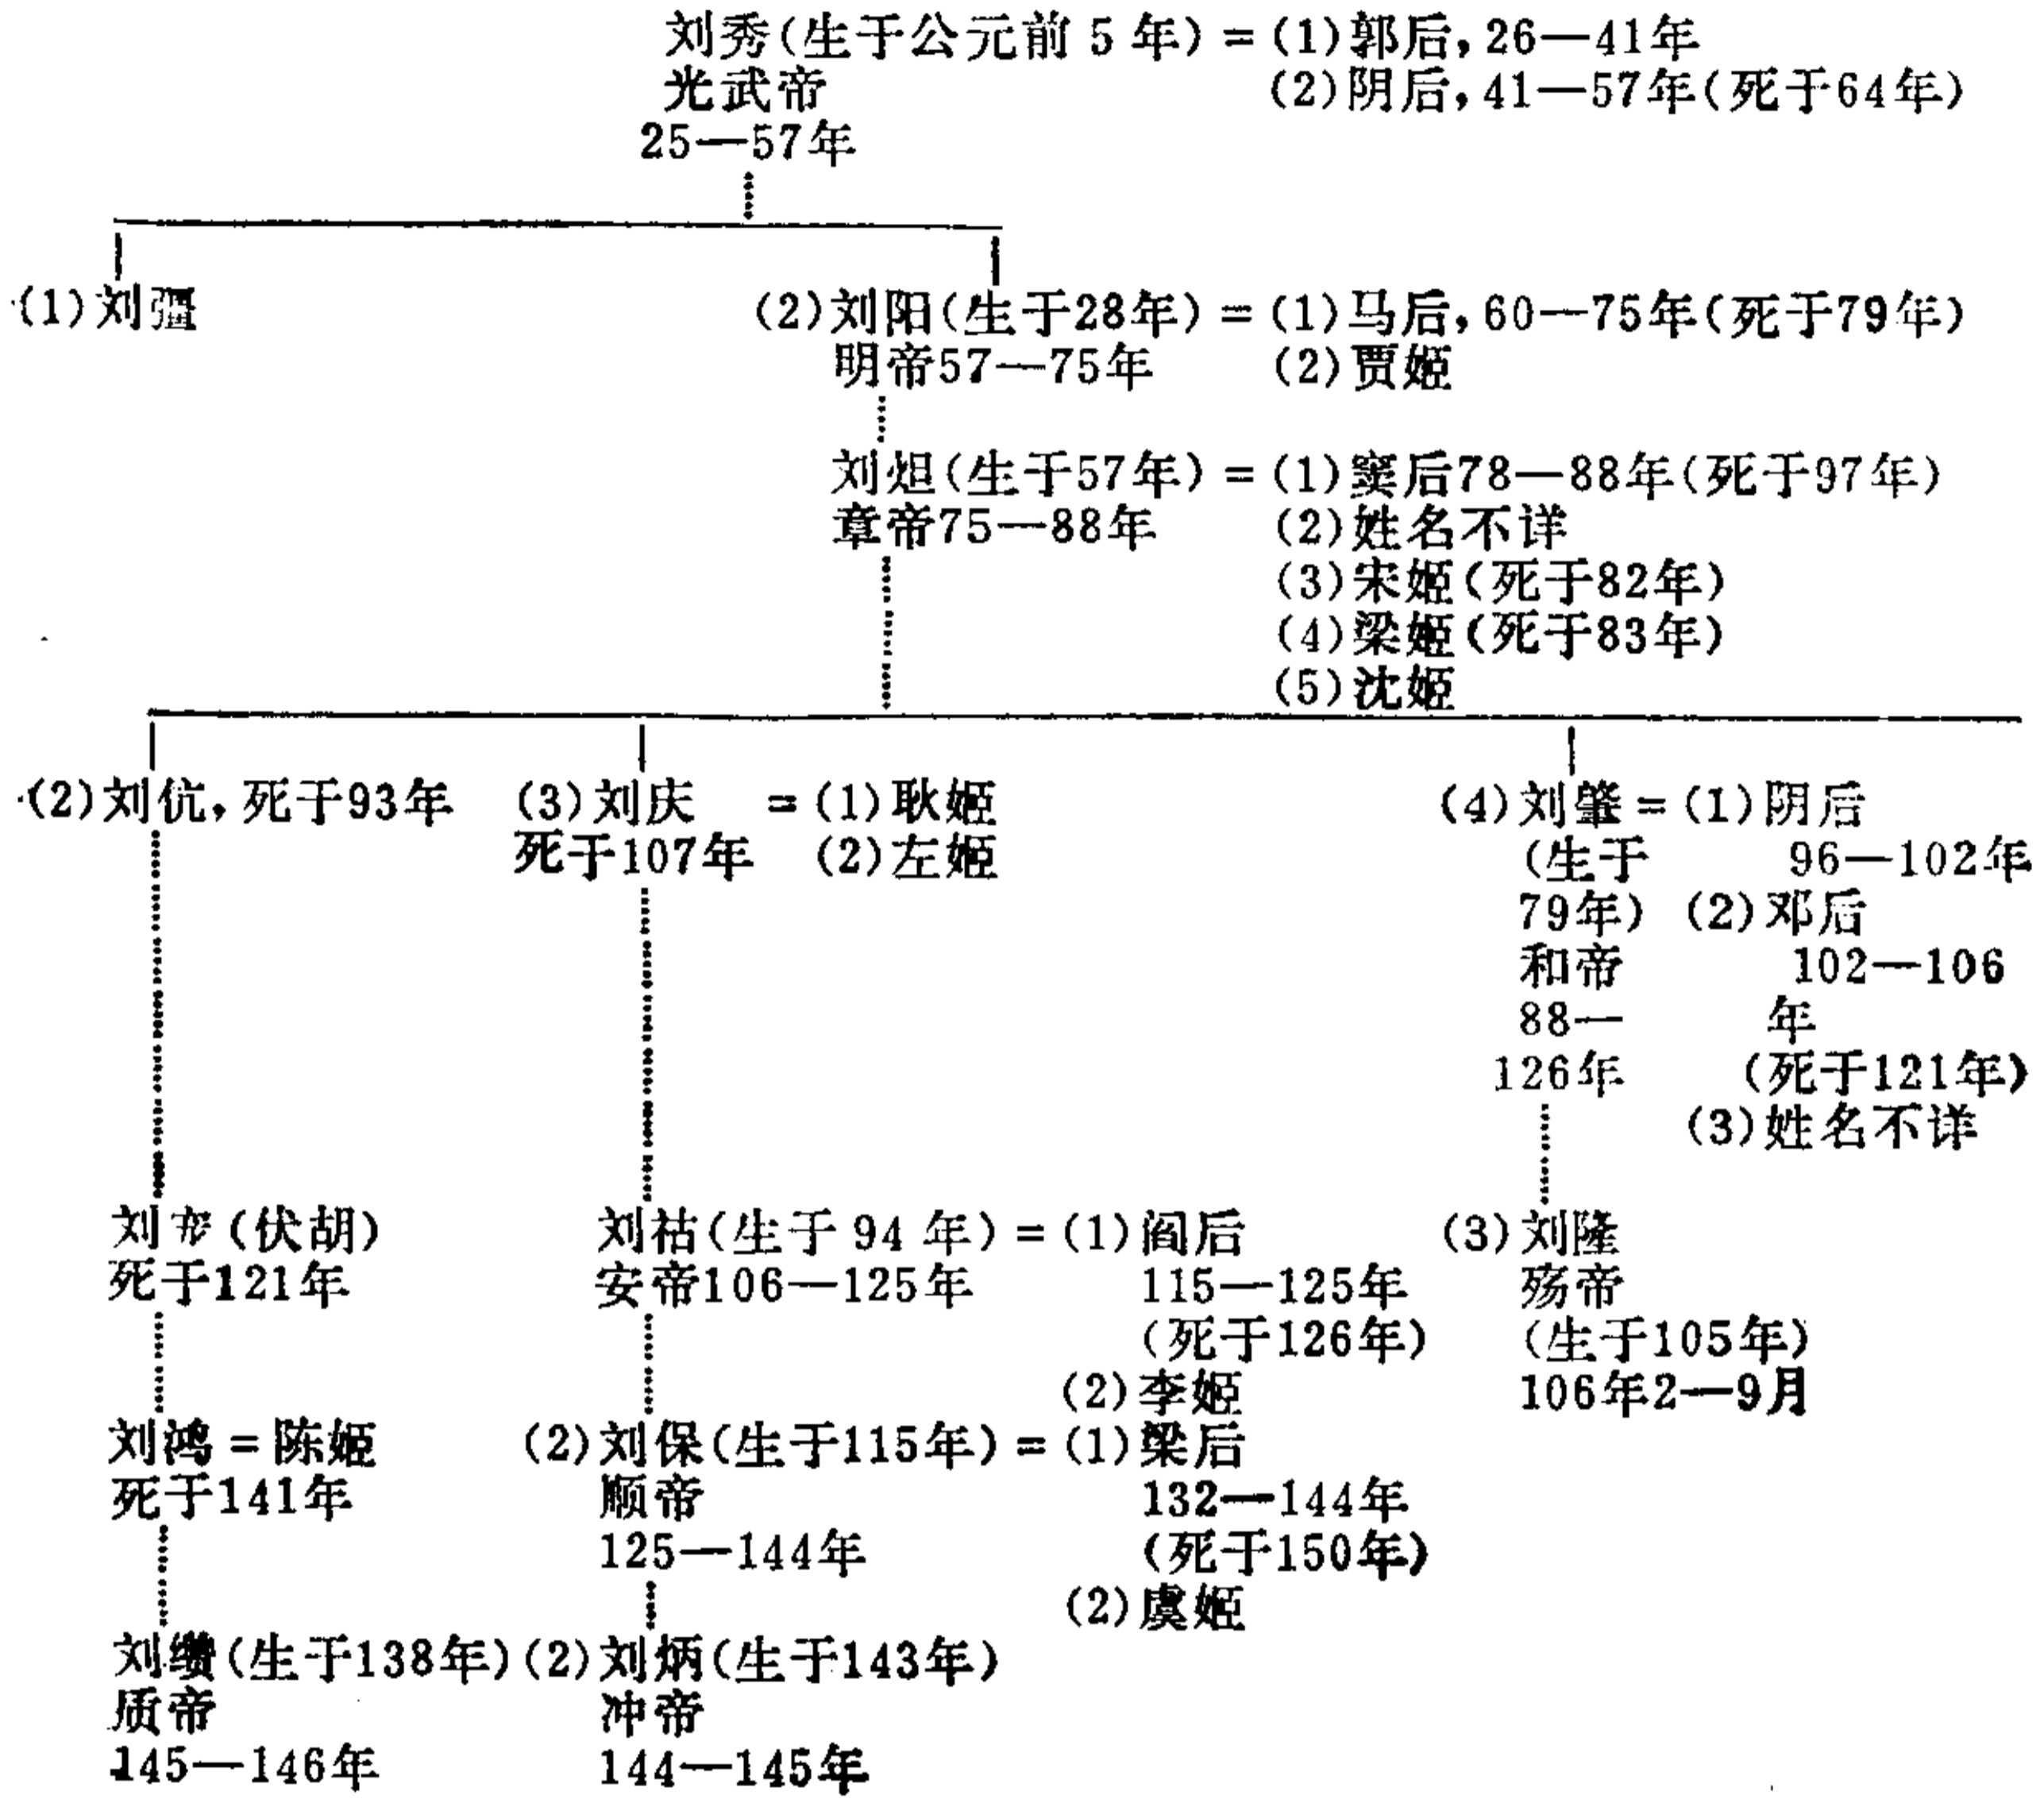 刘秀(生于公元前5年)=(1)郭后,26—41年
光武帝 (2)阴后,41—57年(死于64年)
25—57年
(1)刘彊 (2)刘阳(生于28年)=(1)马后,60—75年(死于79年)
明帝57—75年 (2)贾姬
刘炟(生于57年)=(1)窦后78—88年(死于97年)
章帝75—88年 (2)姓名不详
(3)宋姬(死于82年)
(4)梁姬(死于83年)
(5)沈姬
(2)刘伉,死于93年 (3)刘庆 =(1)耿姬 (4)刘肇=(1)阴后
死于107年 (2)左姬 (生于 96—102年
79年) (2)邓后
和帝 102—106
88— 年
126年 (死于121年)
(3)姓名不详
刘(伏胡) 刘祜(生于94年)=(1)阎后 (3)刘隆
死于121年 安帝106—125年 115—125年 殇帝
(死于126年) (生于105年)
(2)李姬 106年2—9月
刘鸿=陈姬 (2)刘保(生于115年)=(1)梁后
死于141年 顺帝 132—144年
125—144年 (死于150年)
(2)虞姬
刘缵(生于138年)(2)刘炳(生于143年)
质帝 冲帝
145—146年 144—145年